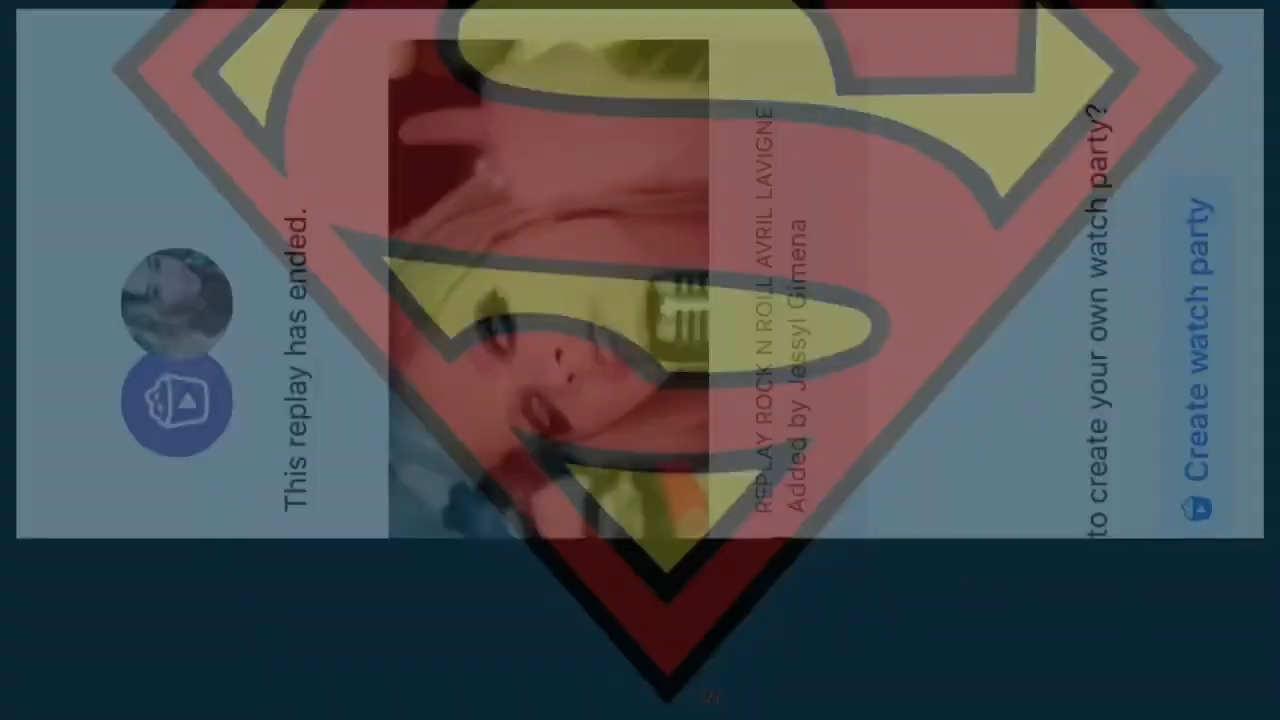 This replay has ended.
REPLAY ROCK N ROLL AVRIL LAVIGNE
Added by Jessyl Gimena
to create your own watch party?
Create watch party